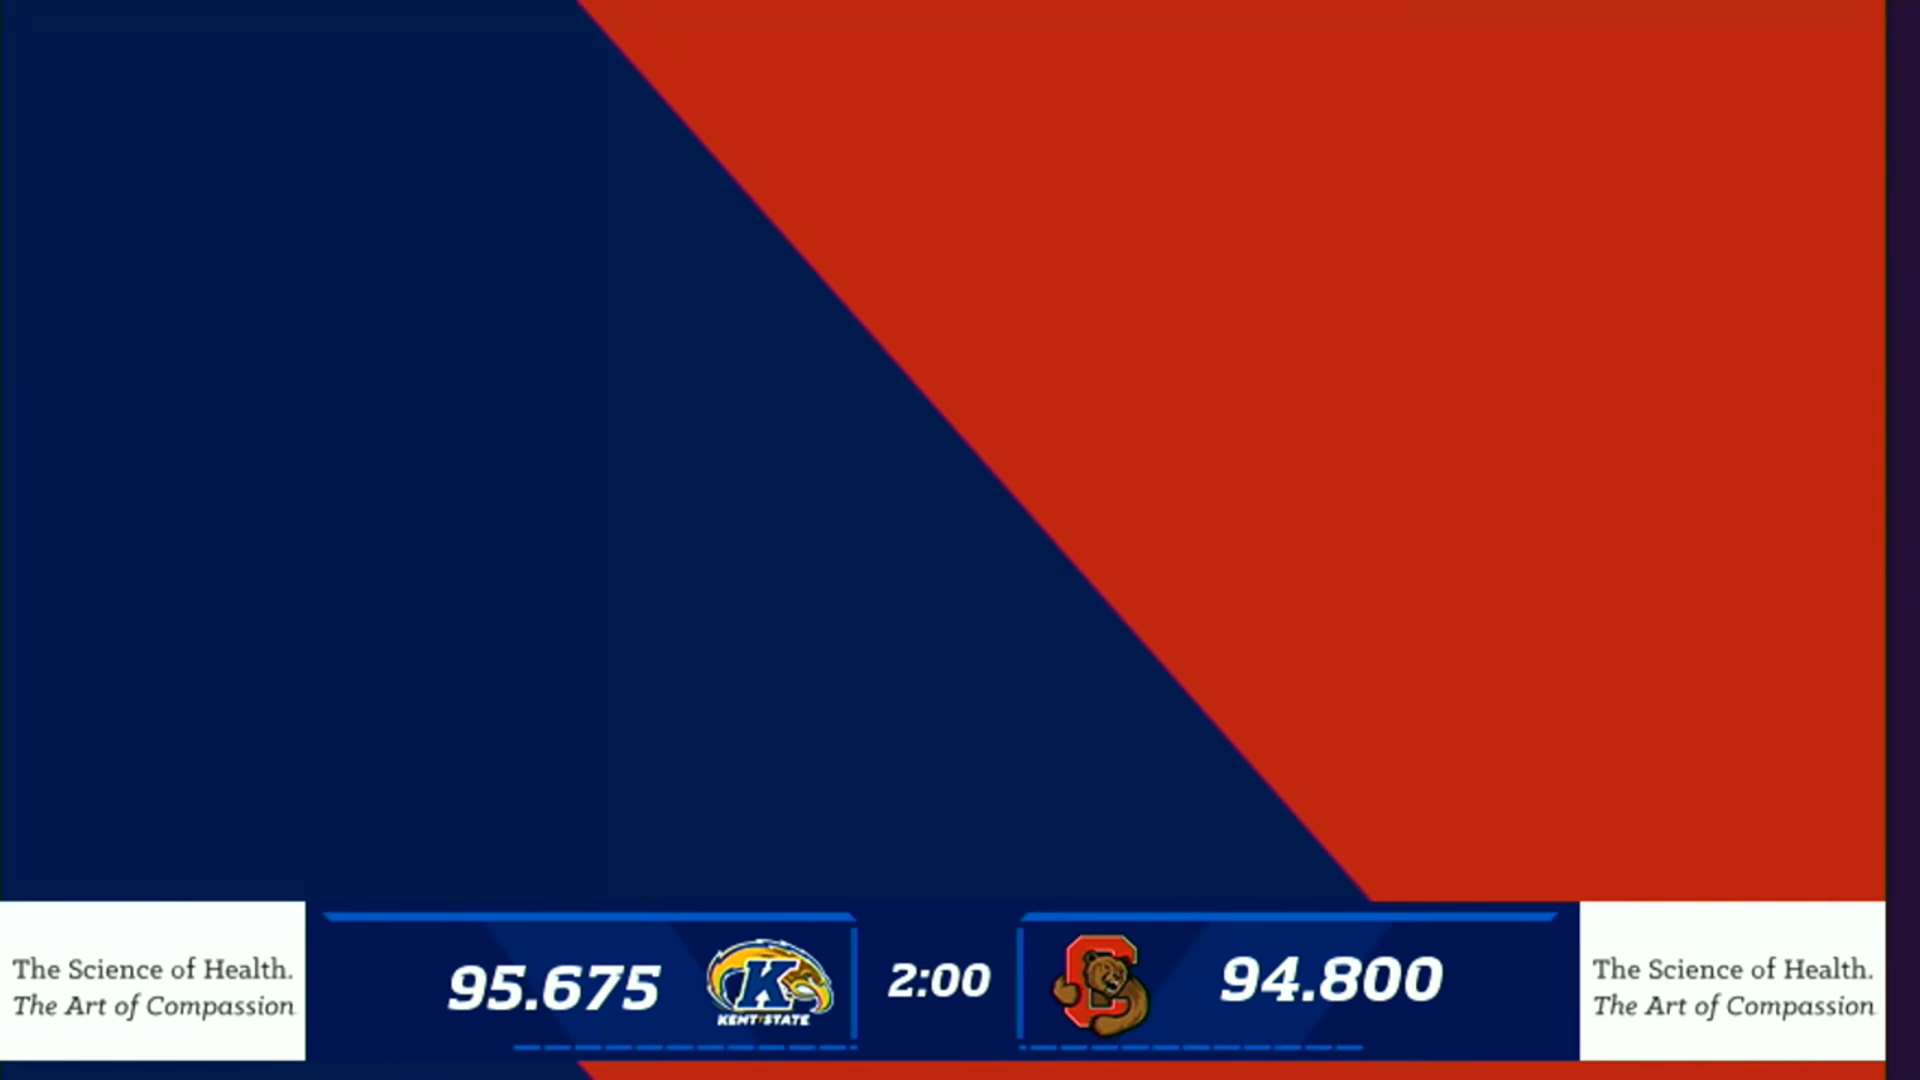 The Science of Health.
The Art of Compassion
95.675
K
KENT STATE
2:00
C
94.800
The Science of Health.
The Art of Compassion